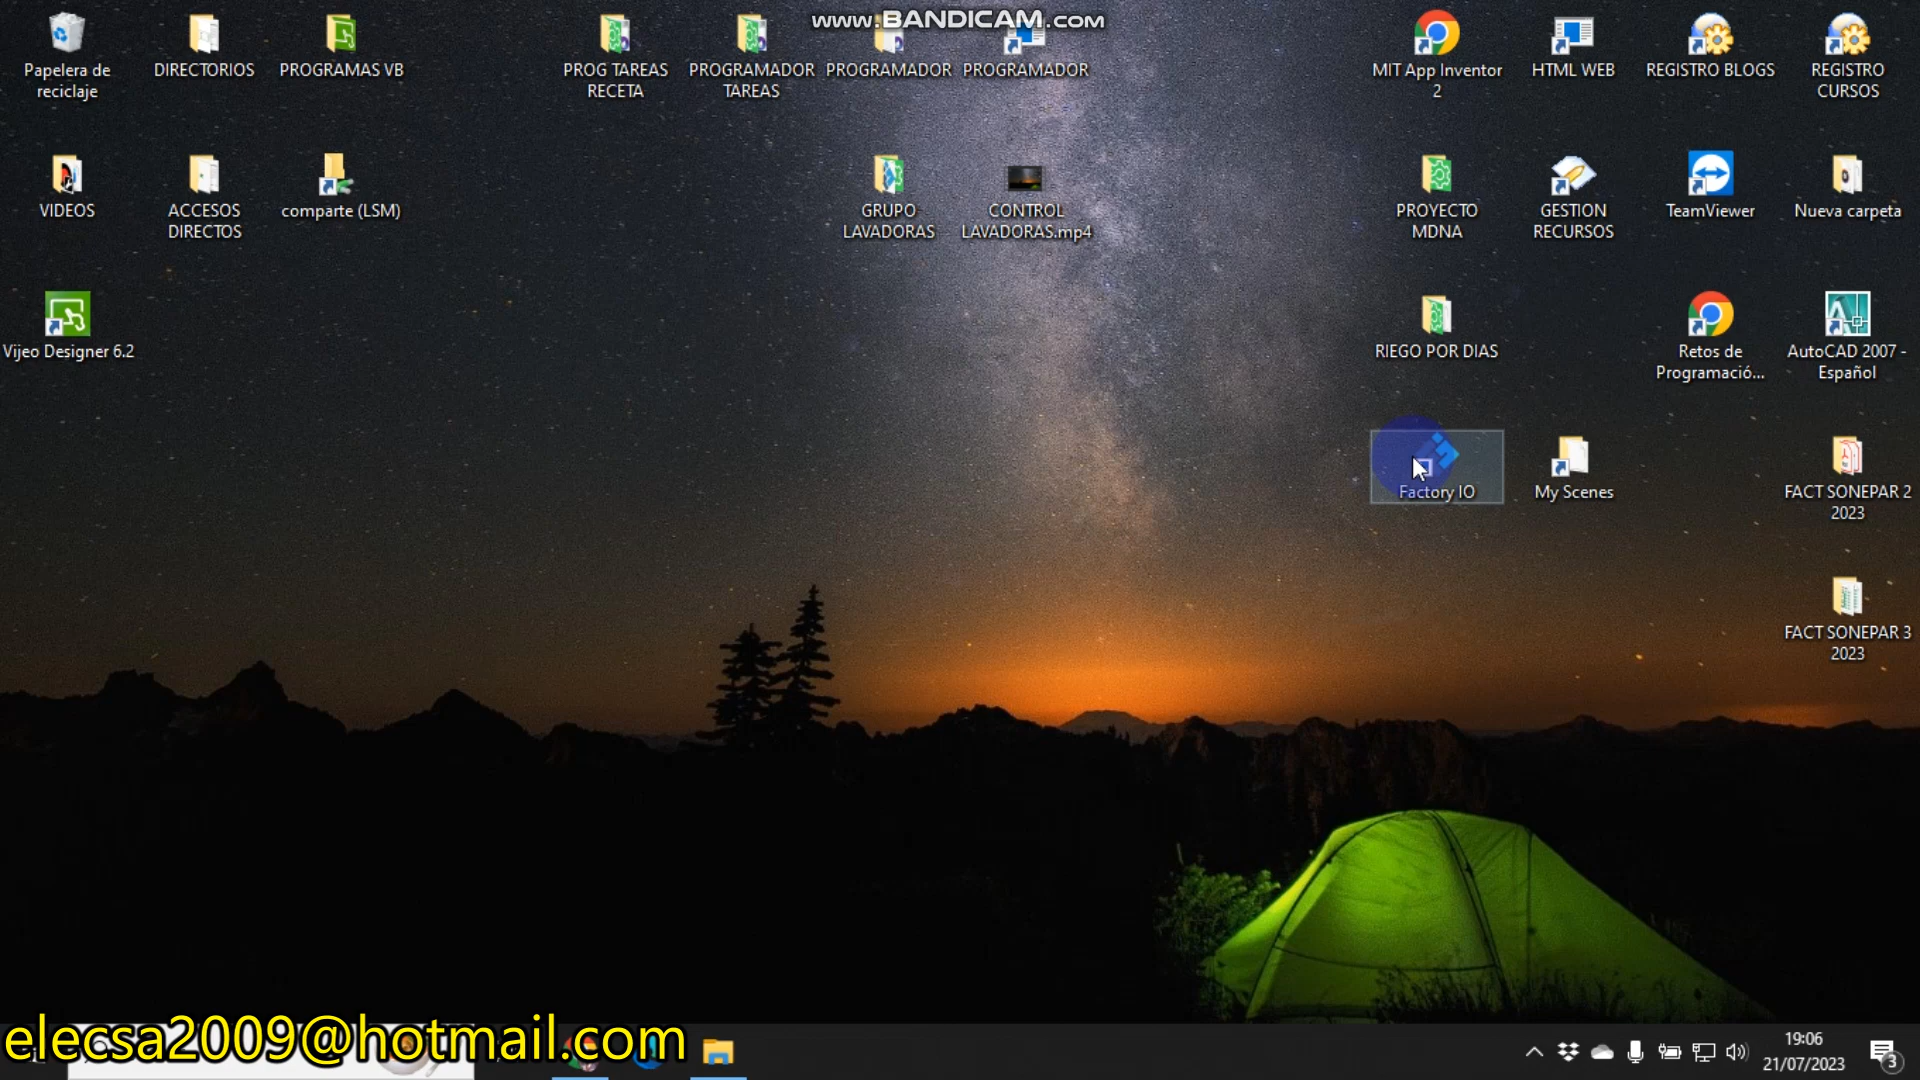 www.BANDICAM.com
Papelera de
reciclaje
DIRECTORIOS
PROGRAMAS VB
PROG TAREAS
RECETA
PROGRAMADOR
TAREAS
PROGRAMADOR
PROGRAMADOR
MIT App Inventor
2
HTML WEB
REGISTRO BLOGS
REGISTRO
CURSOS
VIDEOS
ACCESOS
DIRECTOS
comparte (LSM)
GRUPO
LAVADORAS
CONTROL
LAVADORAS.mp4
PROYECTO
MDNA
GESTION
RECURSOS
TeamViewer
Nueva carpeta
Vijeo Designer 6.2
RIEGO POR DIAS
Retos de
Programació...
AutoCAD 2007 -
Español
Factory IO
My Scenes
FACT SONEPAR 2
2023
FACT SONEPAR 3
2023
elecsa2009@hotmail.com
19:06
21/07/2023
3